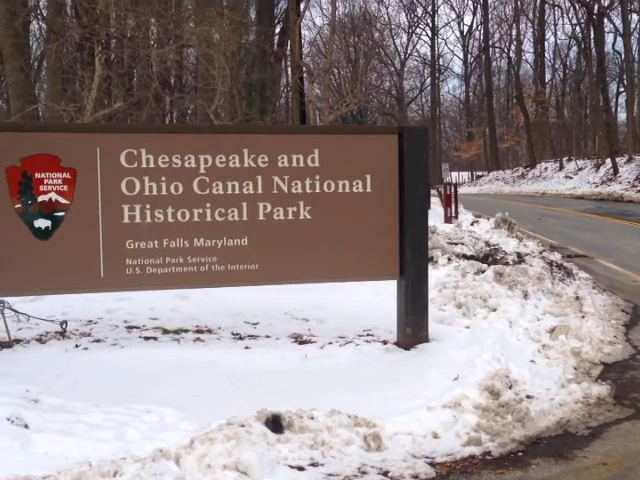 NATIONAL
PARK
SERVICE
Chesapeake and
Ohio Canal National
Historical Park
Great Falls Maryland
National Park Service
U.S. Department of the Interior